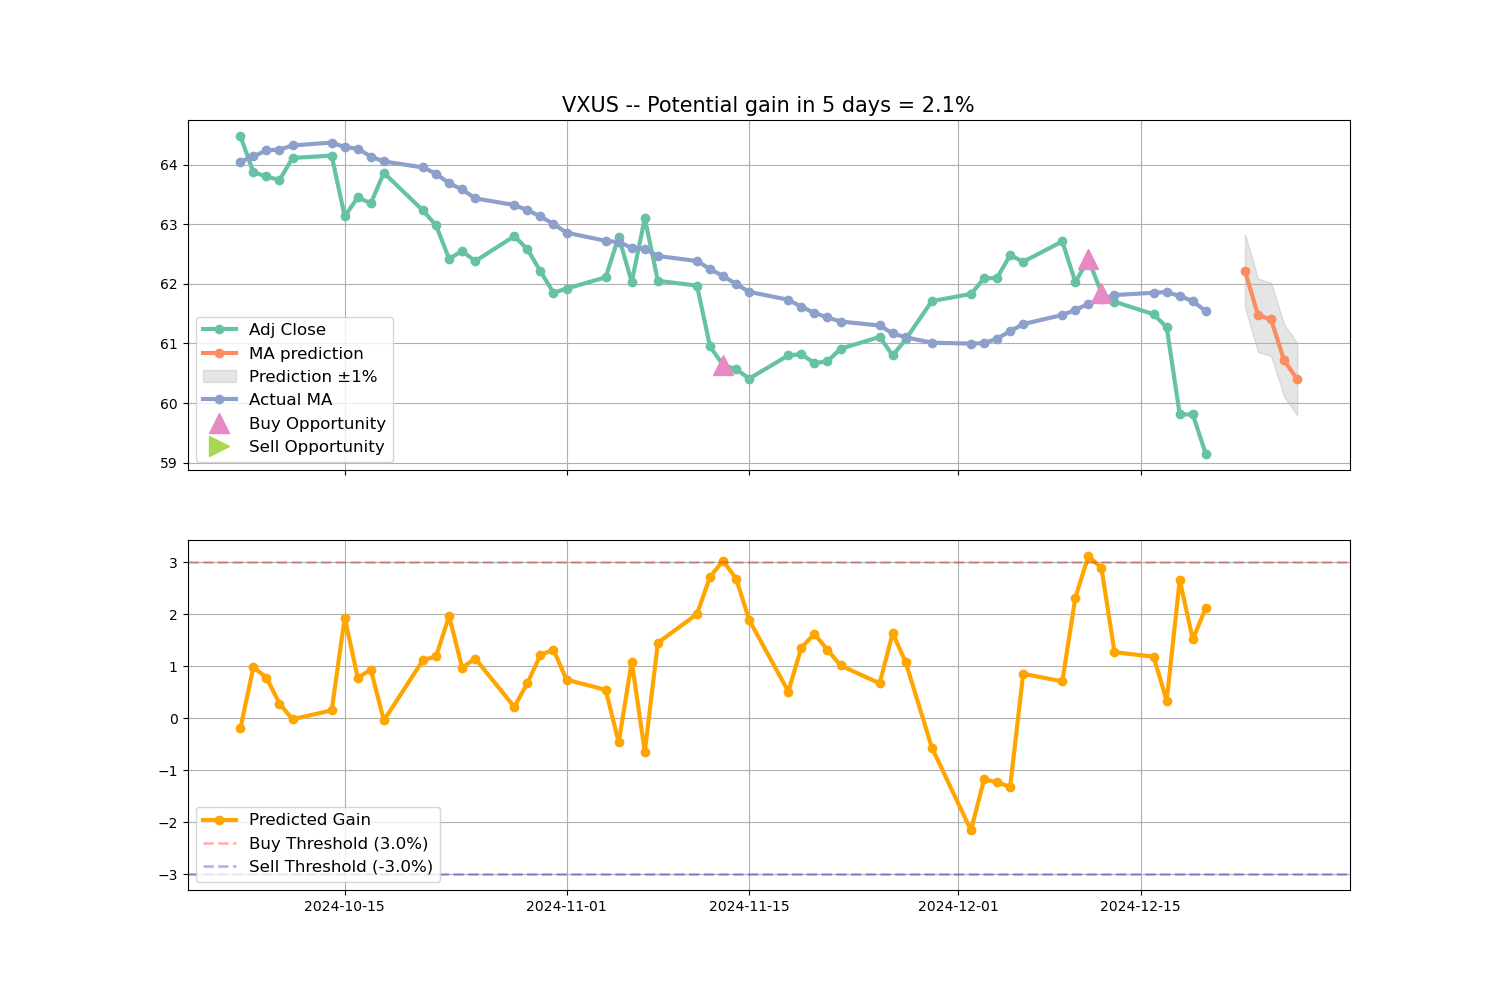 VXUS -- Potential gain in 5 days = 2.1%
64
63
62
61
60
59
Adj Close
MA prediction
Prediction ±1%
Actual MA
Buy Opportunity
Sell Opportunity
3
2
1
0
−1
−2
−3
Predicted Gain
Buy Threshold (3.0%)
Sell Threshold (-3.0%)
2024-10-15
2024-11-01
2024-11-15
2024-12-01
2024-12-15